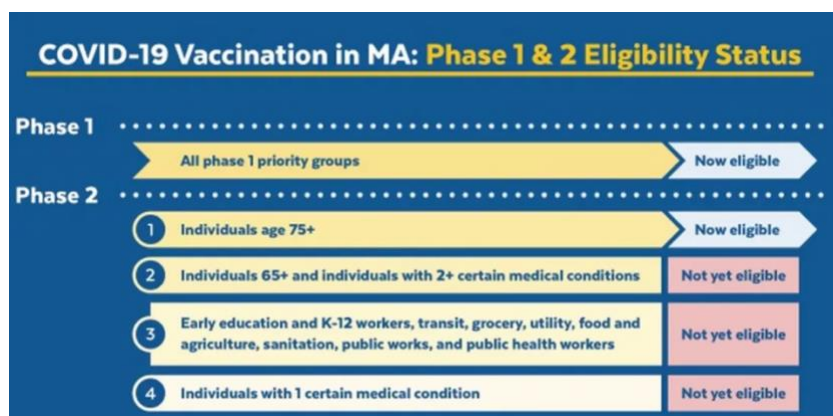 COVID-19 Vaccination in MA: Phase 1 & 2 Eligibility Status
Phase 1
All phase 1 priority groups
Now eligible
Phase 2
1 Individuals age 75+
Now eligible
2 Individuals 65+ and individuals with 2+ certain medical conditions
Not yet eligible
3 Early education and K-12 workers, transit, grocery, utility, food and
agriculture, sanitation, public works, and public health workers
Not yet eligible
4 Individuals with 1 certain medical condition
Not yet eligible